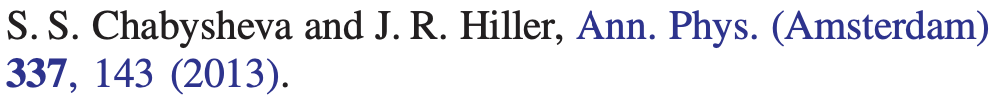 S. S. Chabysheva and J. R. Hiller, Ann. Phys. (Amsterdam)
337, 143 (2013).